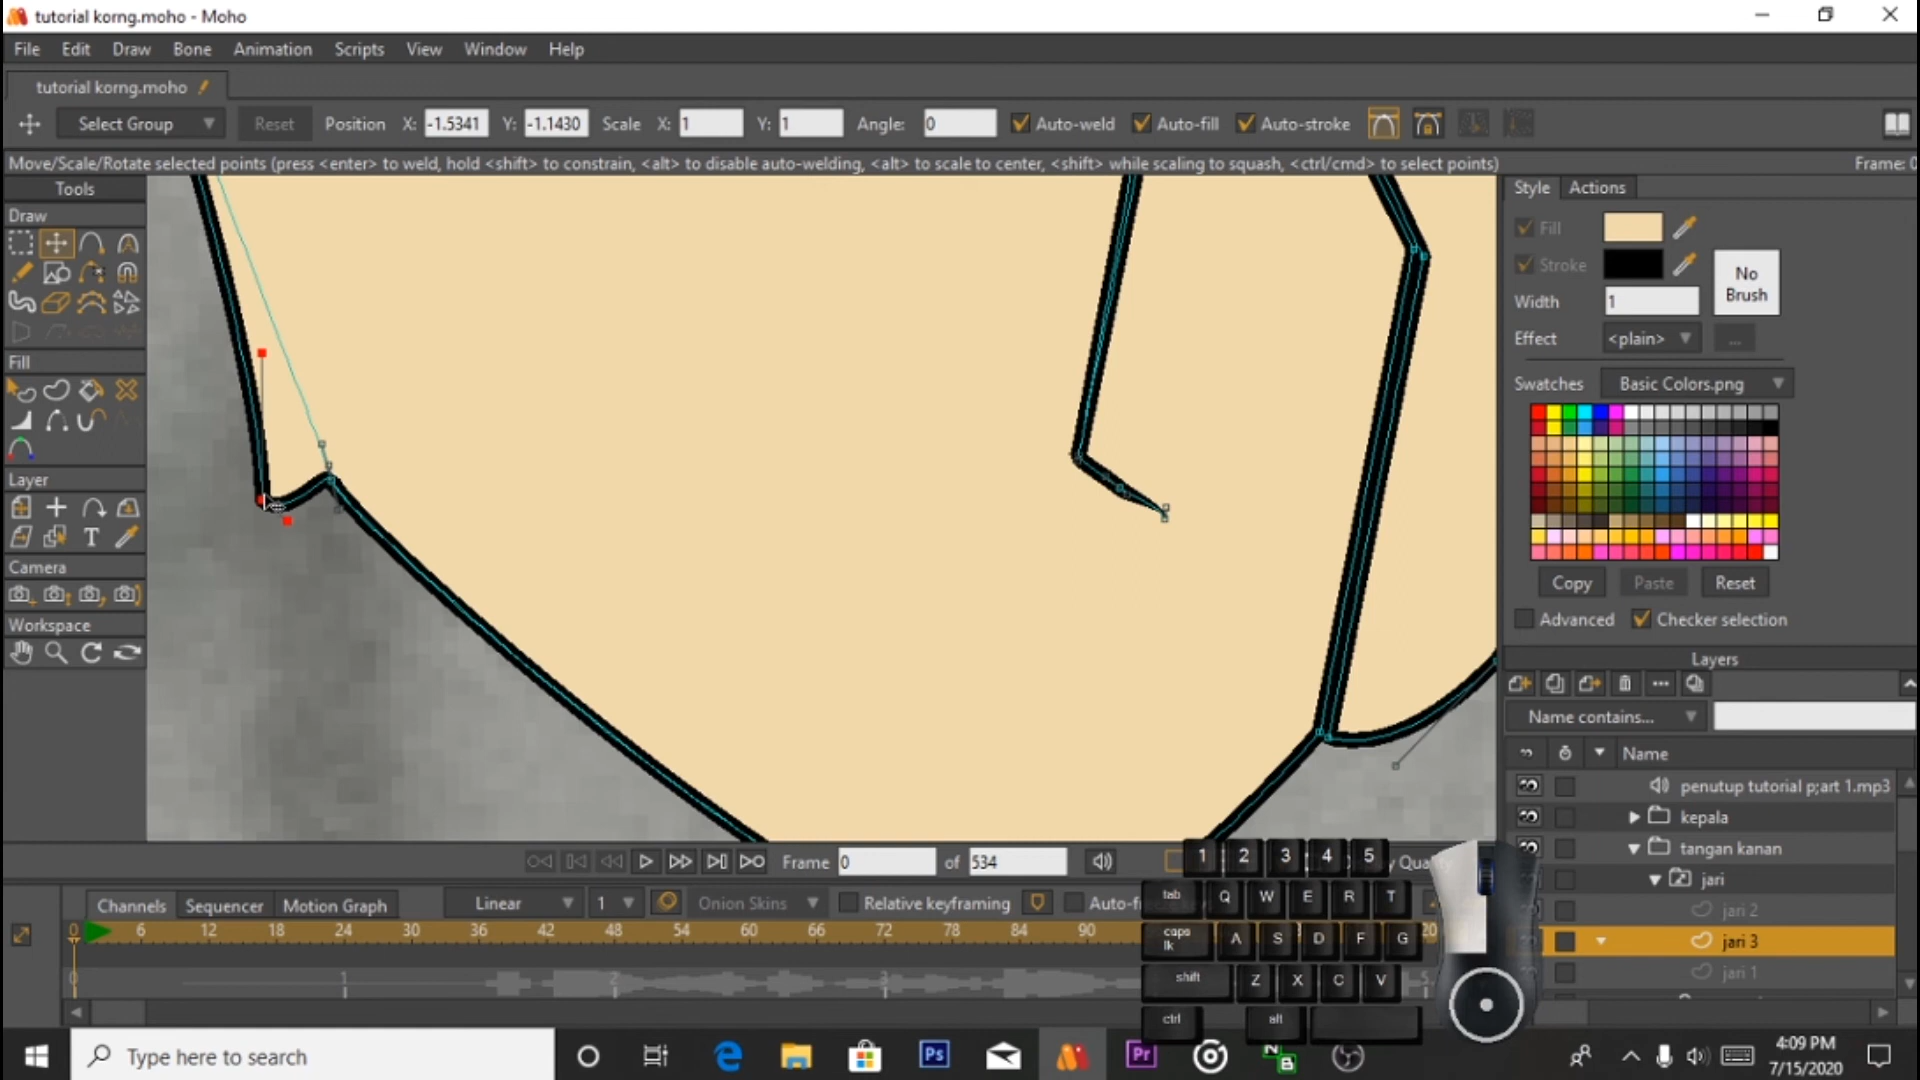 tutorial korng.moho - Moho
File Edit Draw Bone Animation Scripts View Window Help
tutorial korng.moho
Select Group Reset Position X: -1.5341 Y: -1.1430 Scale X: 1 Y: 1 Angle: 0 Auto-weld Auto-fill Auto-stroke
Move/Scale/Rotate selected points (press <enter> to weld, hold <shift> to constrain, <alt> to disable auto-welding, <alt> to scale to center, <shift> while scaling to squash, <ctrl/cmd> to select points) Frame: 0
Tools
Draw
Fill
Layer
T
Camera
Workspace
Style Actions
Fill
Stroke
No
Brush
Width 1
Effect <plain> ...
Swatches Basic Colors.png
Copy Paste Reset
Advanced Checker selection
Layers
Name contains...
Name
penutup tutorial p;art 1.mp3
kepala
tangan kanan
jari
jari 2
jari 3
jari 1
Frame 0 of 534
Channels Sequencer Motion Graph Linear 1 Onion Skins Relative keyframing
0 6 12 18 24 30 36 42 48 54 60 66 72 78 84 90
0 1 2 3
1 2 3 4 5
tab Q W E R T
caps lk A S D F G
shift Z X C V
ctrl alt
Type here to search
Ps Pr N B
4:09 PM
7/15/2020